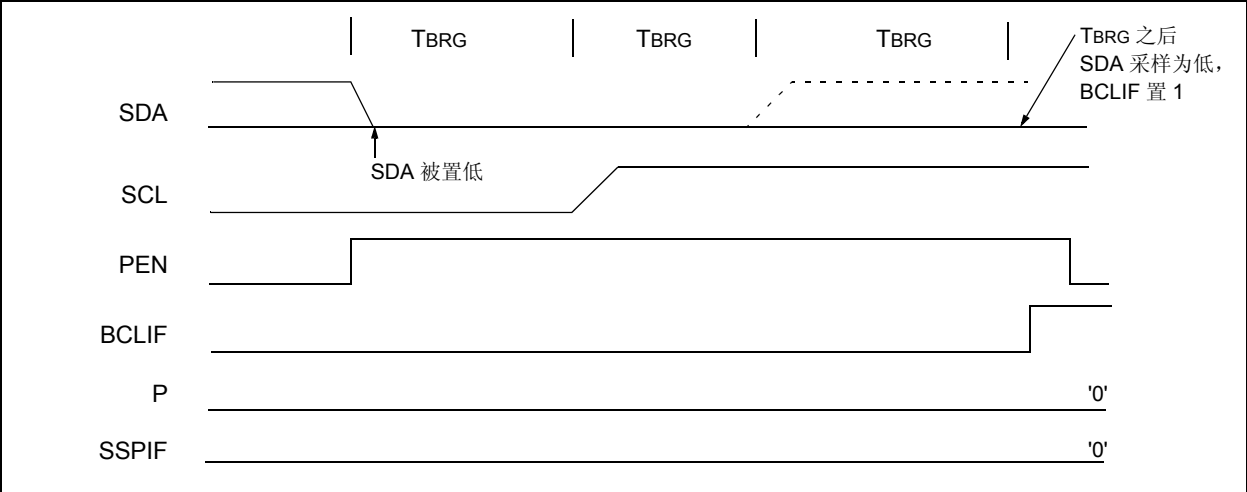 TBRG TBRG TBRG
TBRG 之后
SDA 采样为低，
BCLIF 置 1
SDA
SDA 被置低
SCL
PEN
BCLIF
P '0'
SSPIF '0'